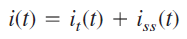 i(t) = i_t(t) + i_ss(t)